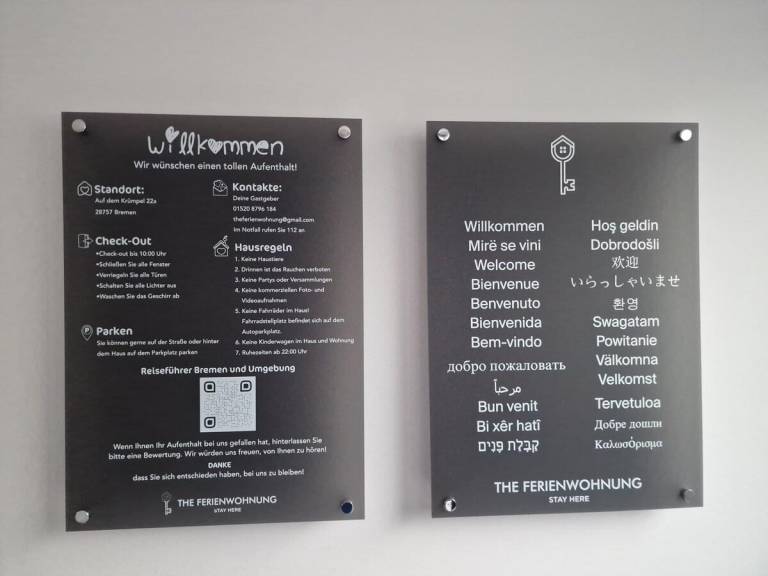 willkommen
Wir wünschen einen tollen Aufenthalt!
Standort:
Auf dem Krümpel 22a
28757 Bremen
Check-Out
•Check-out bis 10:00 Uhr
•Schließen Sie alle Fenster
•Verriegeln Sie alle Türen
•Schalten Sie alle Lichter aus
•Waschen Sie das Geschirr ab
Parken
Sie können gerne auf der Straße oder hinter
dem Haus auf dem Parkplatz parken
Kontakte:
Deine Gastgeber
01520 8796 184
theferienwohnung@gmail.com
Im Notfall rufen Sie 112 an
Hausregeln
1. Keine Haustiere
2. Drinnen ist das Rauchen verboten
3. Keine Partys oder Versammlungen
4. Keine kommerziellen Foto- und
Videoaufnahmen
5. Keine Fahrräder im Haus!
Fahrradstellplatz befindet sich auf dem
Autoparkplatz.
6. Keine Kinderwagen im Haus und Wohnung
7. Ruhezeiten ab 22:00 Uhr
Reiseführer Bremen und Umgebung
Wenn Ihnen Ihr Aufenthalt bei uns gefallen hat, hinterlassen Sie
bitte eine Bewertung. Wir würden uns freuen, von Ihnen zu hören!
DANKE
dass Sie sich entschieden haben, bei uns zu bleiben!
THE FERIENWOHNUNG
STAY HERE
Willkommen
Mirë se vini
Welcome
Bienvenue
Benvenuto
Bienvenida
Bem-vindo
добро пожаловать
مرحباً
Bun venit
Bi xêr hatî
קַבָּלַת פָּנִים
Hoş geldin
Dobrodošli
欢迎
いらっしゃいませ
환영
Swagatam
Powitanie
Välkomna
Velkomst
Tervetuloa
Добре дошли
Καλωσόρισμα
THE FERIENWOHNUNG
STAY HERE